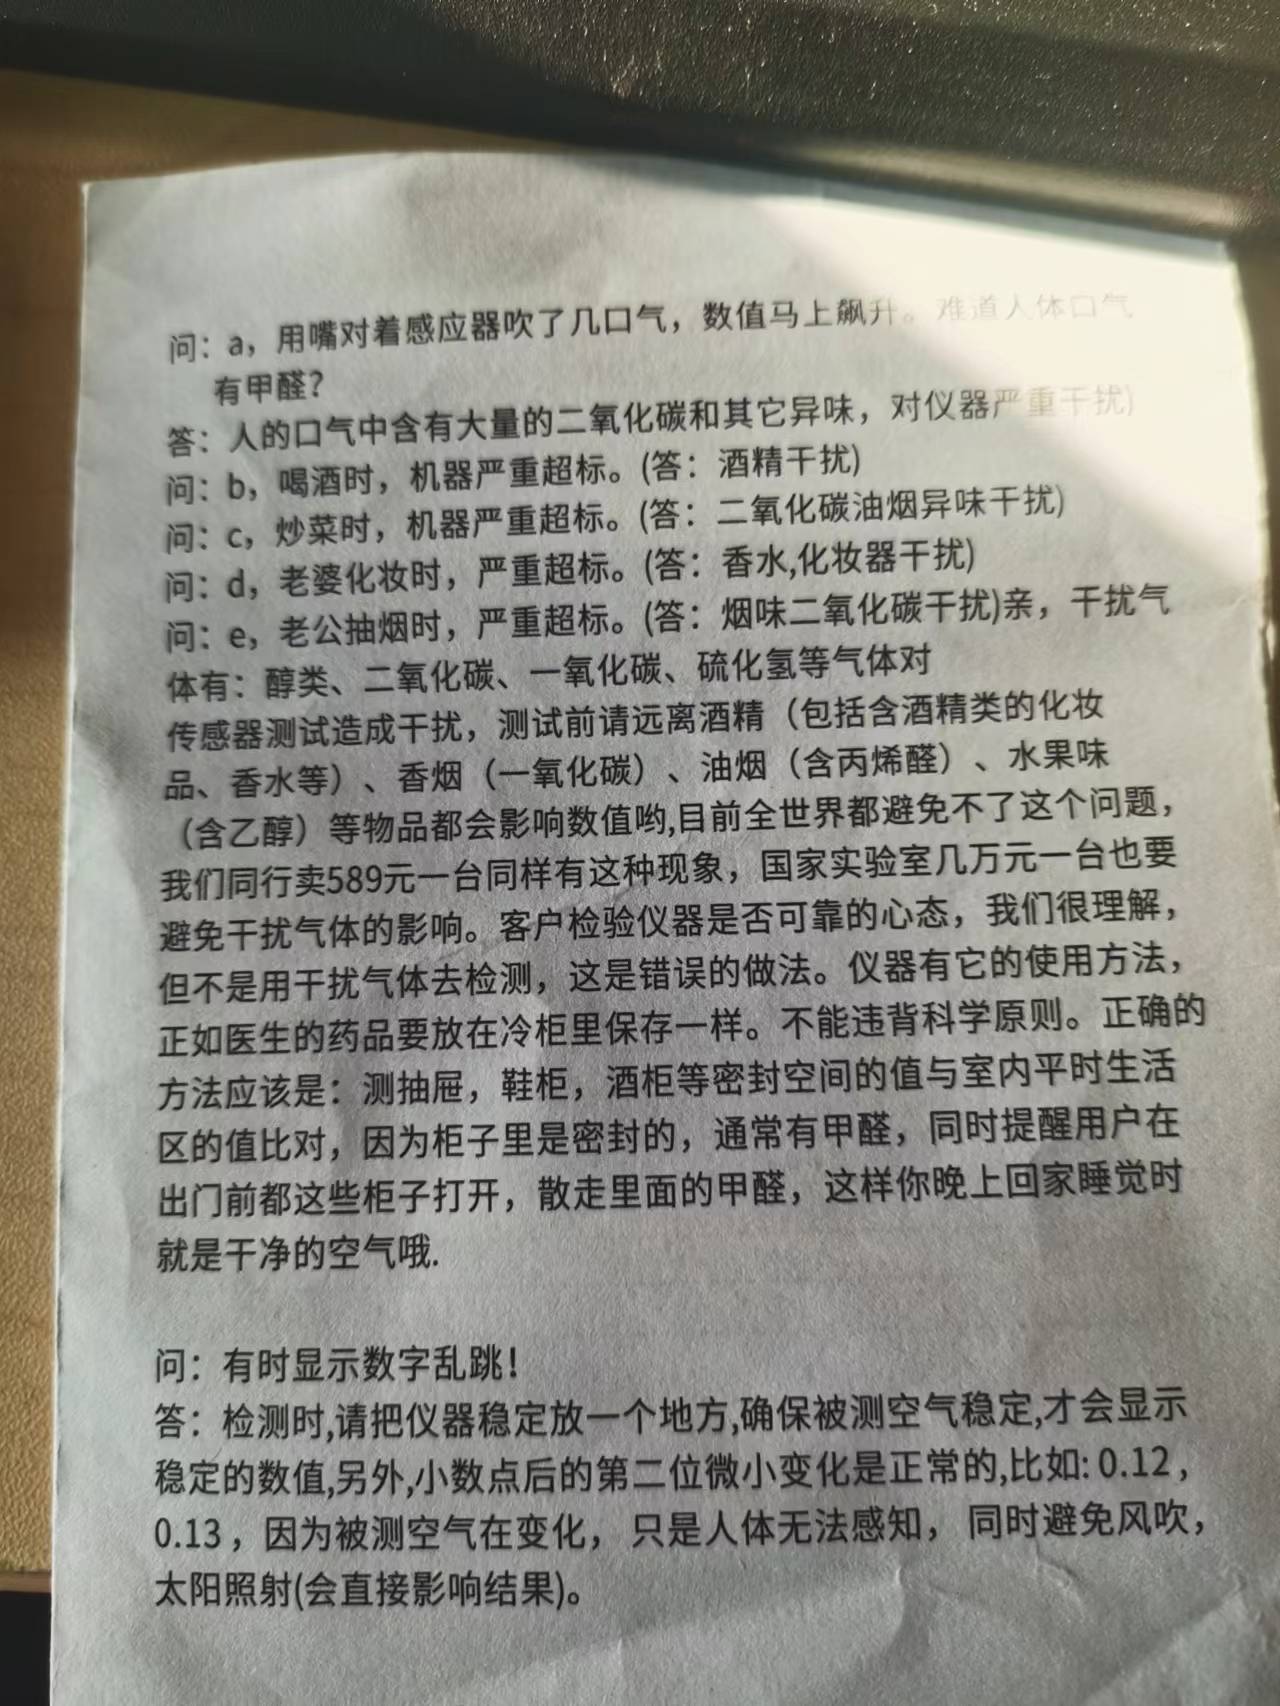 问：a，用嘴对着感应器吹了几口气，数值马上飙升。难道人体口气
有甲醛？
答：人的口气中含有大量的二氧化碳和其它异味，对仪器严重干扰)
问：b，喝酒时，机器严重超标。(答：酒精干扰)
问：c，炒菜时，机器严重超标。(答：二氧化碳油烟异味干扰)
问：d，老婆化妆时，严重超标。(答：香水,化妆器干扰)
问：e，老公抽烟时，严重超标。(答：烟味二氧化碳干扰)亲，干扰气
体有：醇类、二氧化碳、一氧化碳、硫化氢等气体对
传感器测试造成干扰，测试前请远离酒精（包括含酒精类的化妆
品、香水等）、香烟（一氧化碳）、油烟（含丙烯醛）、水果味
（含乙醇）等物品都会影响数值哟,目前全世界都避免不了这个问题，
我们同行卖589元一台同样有这种现象，国家实验室几万元一台也要
避免干扰气体的影响。客户检验仪器是否可靠的心态，我们很理解，
但不是用干扰气体去检测，这是错误的做法。仪器有它的使用方法，
正如医生的药品要放在冷柜里保存一样。不能违背科学原则。正确的
方法应该是：测抽屉，鞋柜，酒柜等密封空间的值与室内平时生活
区的值比对，因为柜子里是密封的，通常有甲醛，同时提醒用户在
出门前都这些柜子打开，散走里面的甲醛，这样你晚上回家睡觉时
就是干净的空气哦.
问：有时显示数字乱跳！
答：检测时,请把仪器稳定放一个地方,确保被测空气稳定,才会显示
稳定的数值,另外,小数点后的第二位微小变化是正常的,比如: 0.12，
0.13，因为被测空气在变化，只是人体无法感知，同时避免风吹，
太阳照射(会直接影响结果)。